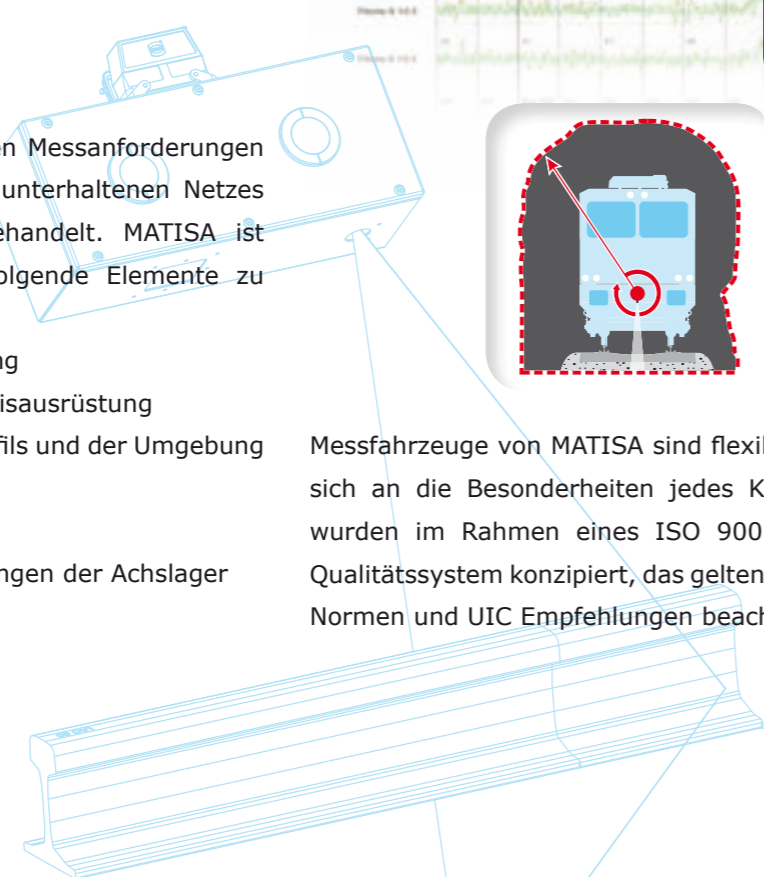 en Messanforderungen
unterhaltenen Netzes
ehandelt. MATISA ist
olgende Elemente zu
ng
isausrüstung
fils und der Umgebung
ngen der Achslager
Messfahrzeuge von MATISA sind flexil
sich an die Besonderheiten jedes K
wurden im Rahmen eines ISO 900
Qualitätssystem konzipiert, das gelten
Normen und UIC Empfehlungen beach